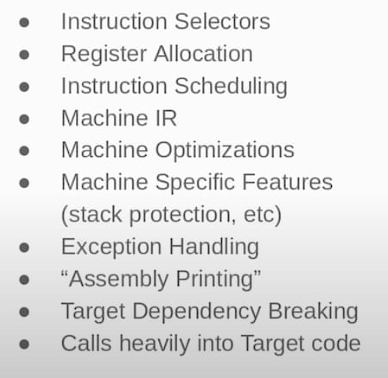 ● Instruction Selectors
● Register Allocation
● Instruction Scheduling
● Machine IR
● Machine Optimizations
● Machine Specific Features
(stack protection, etc)
● Exception Handling
● “Assembly Printing”
● Target Dependency Breaking
● Calls heavily into Target code